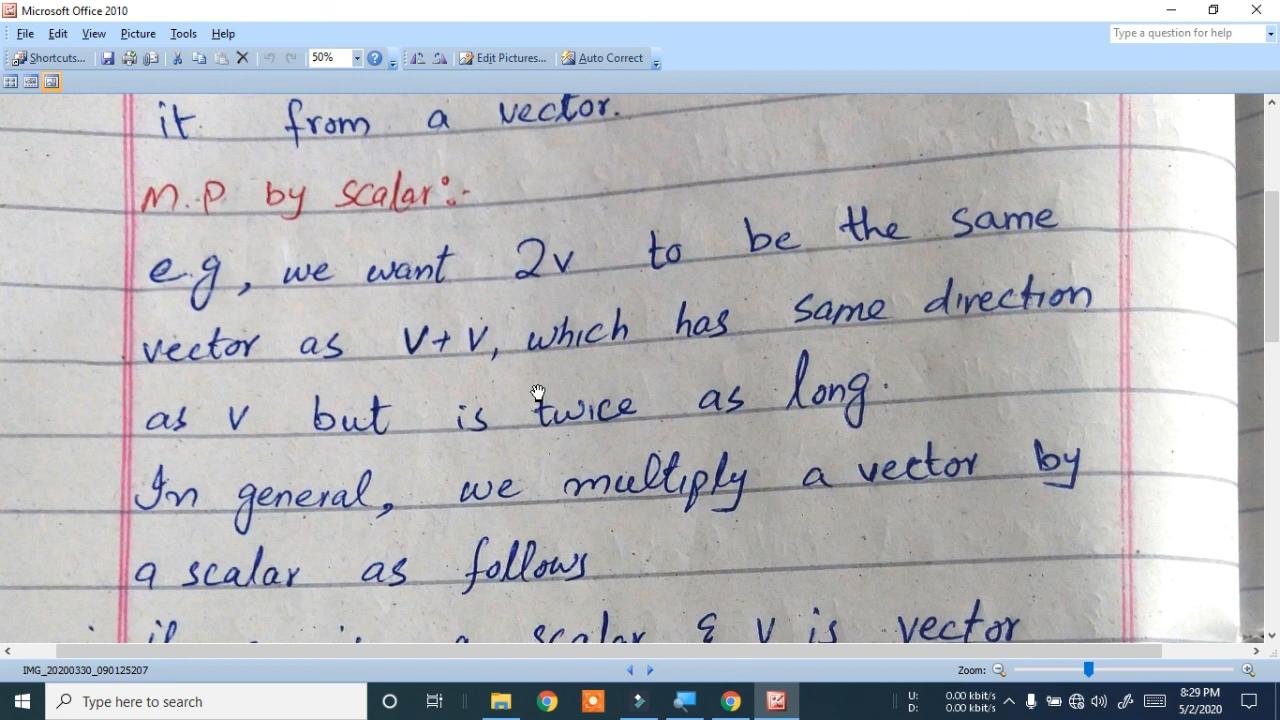 Microsoft Office 2010
File Edit View Picture Tools Help
Type a question for help
Shortcuts... 50% Edit Pictures... Auto Correct
it from a vector.
M.P by scalar:-
e.g, we want 2v to be the same
vector as v+v, which has same direction
as v but is twice as long.
In general, we multiply a vector by
a scalar as follows
a scalar & v is vector
IMG_20200330_090125207
Zoom:
Type here to search
U: 0.00 kbit/s
D: 0.00 kbit/s
8:29 PM
5/2/2020